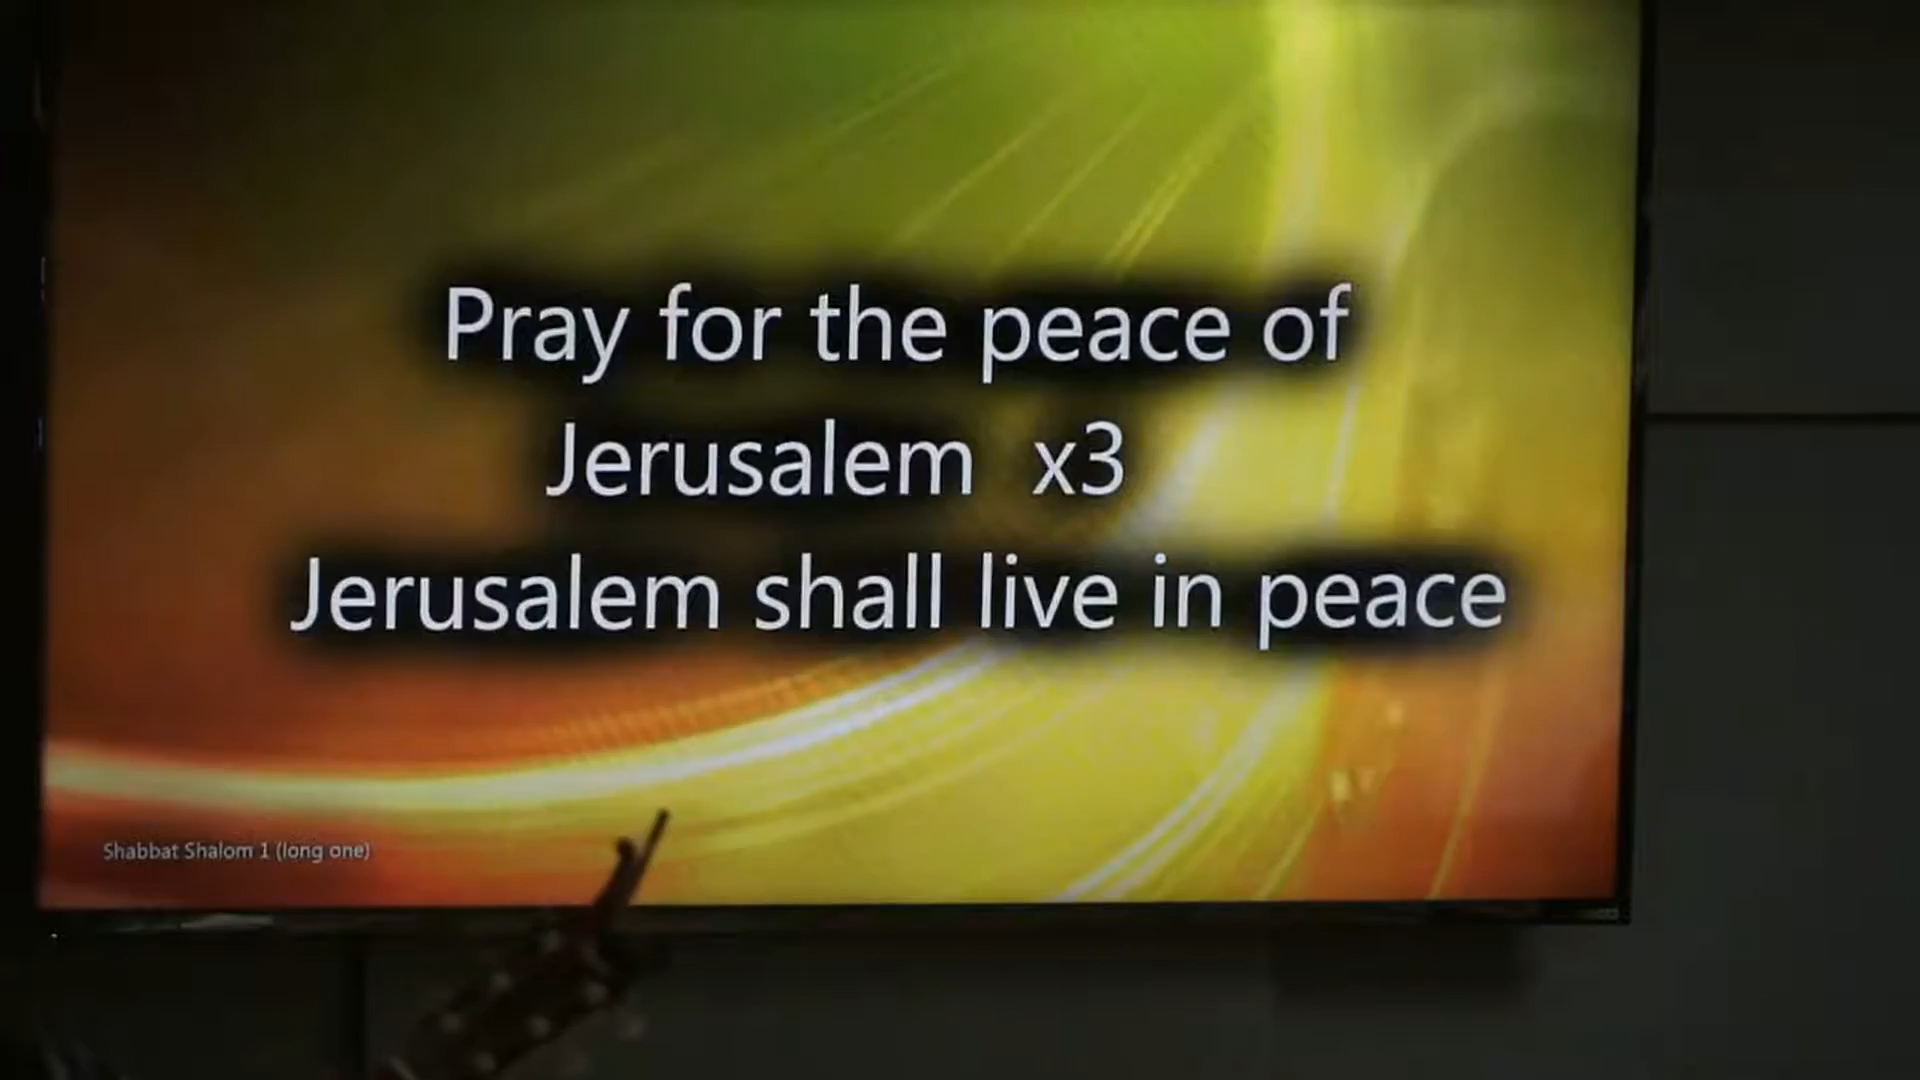 Pray for the peace of
Jerusalem x3
Jerusalem shall live in peace
Shabbat Shalom 1 (long one)